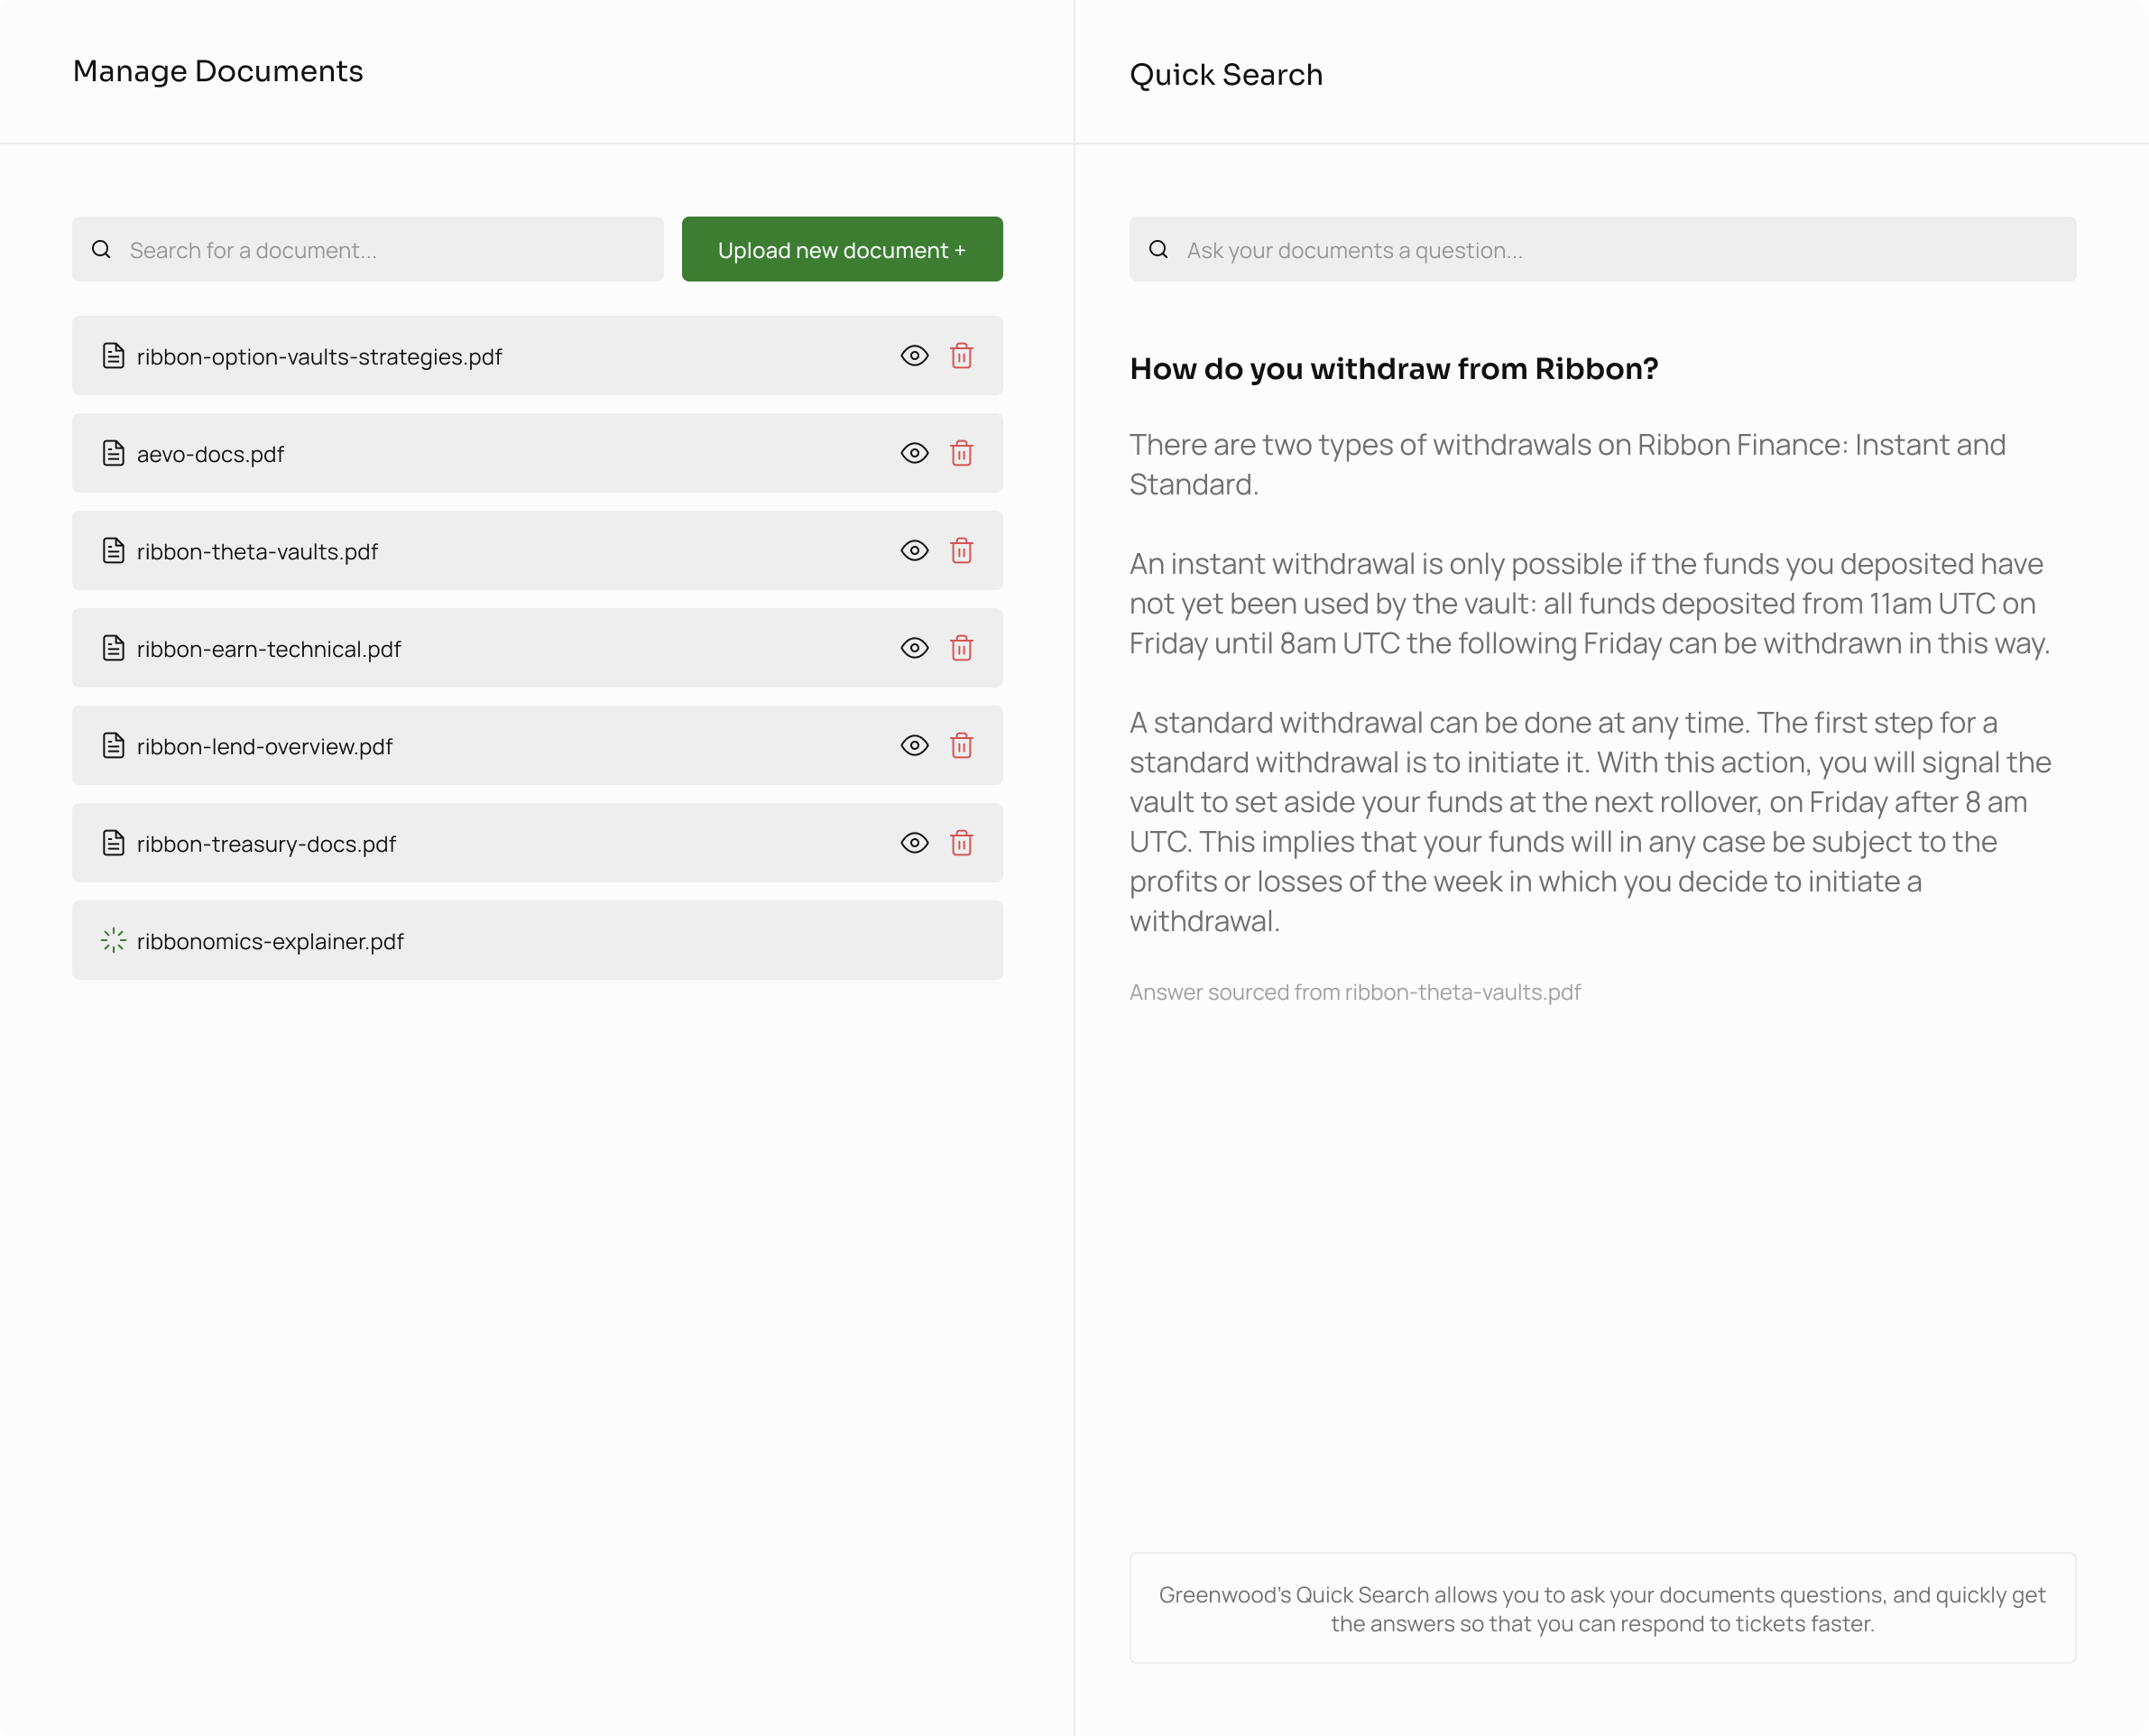 Manage Documents
Search for a document...
Upload new document +
ribbon-option-vaults-strategies.pdf
aevo-docs.pdf
ribbon-theta-vaults.pdf
ribbon-earn-technical.pdf
ribbon-lend-overview.pdf
ribbon-treasury-docs.pdf
ribbonomics-explainer.pdf
Quick Search
Ask your documents a question...
How do you withdraw from Ribbon?
There are two types of withdrawals on Ribbon Finance: Instant and
Standard.
An instant withdrawal is only possible if the funds you deposited have
not yet been used by the vault: all funds deposited from 11am UTC on
Friday until 8am UTC the following Friday can be withdrawn in this way.
A standard withdrawal can be done at any time. The first step for a
standard withdrawal is to initiate it. With this action, you will signal the
vault to set aside your funds at the next rollover, on Friday after 8 am
UTC. This implies that your funds will in any case be subject to the
profits or losses of the week in which you decide to initiate a
withdrawal.
Answer sourced from ribbon-theta-vaults.pdf
Greenwood's Quick Search allows you to ask your documents questions, and quickly get
the answers so that you can respond to tickets faster.